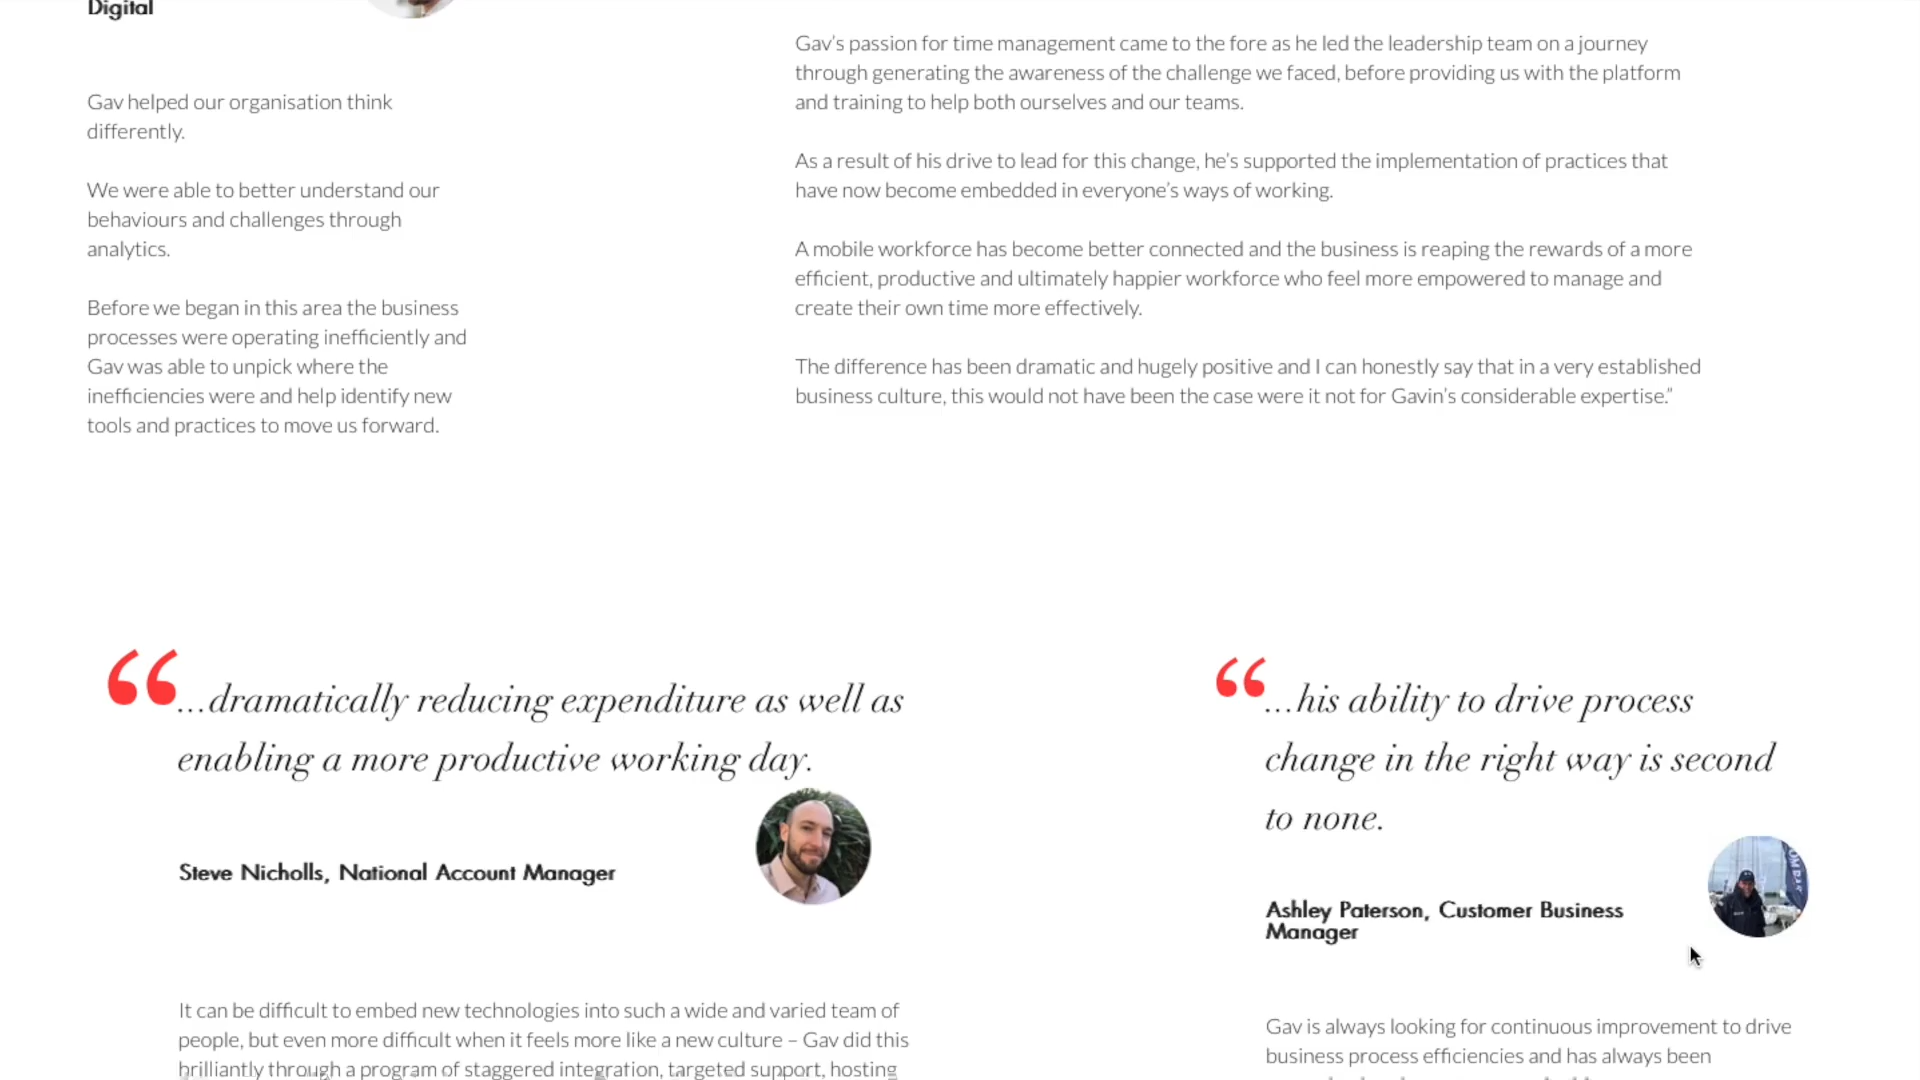 Digital
Gav helped our organisation think
differently.
We were able to better understand our
behaviours and challenges through
analytics.
Before we began in this area the business
processes were operating inefficiently and
Gav was able to unpick where the
inefficiencies were and help identify new
tools and practices to move us forward.
Gav’s passion for time management came to the fore as he led the leadership team on a journey
through generating the awareness of the challenge we faced, before providing us with the platform
and training to help both ourselves and our teams.
As a result of his drive to lead for this change, he’s supported the implementation of practices that
have now become embedded in everyone’s ways of working.
A mobile workforce has become better connected and the business is reaping the rewards of a more
efficient, productive and ultimately happier workforce who feel more empowered to manage and
create their own time more effectively.
The difference has been dramatic and hugely positive and I can honestly say that in a very established
business culture, this would not have been the case were it not for Gavin’s considerable expertise.”
“...dramatically reducing expenditure as well as
enabling a more productive working day.
Steve Nicholls, National Account Manager
It can be difficult to embed new technologies into such a wide and varied team of
people, but even more difficult when it feels more like a new culture – Gav did this
brilliantly through a program of staggered integration, targeted support, hosting
“...his ability to drive process
change in the right way is second
to none.
Ashley Paterson, Customer Business
Manager
Gav is always looking for continuous improvement to drive
business process efficiencies and has always been